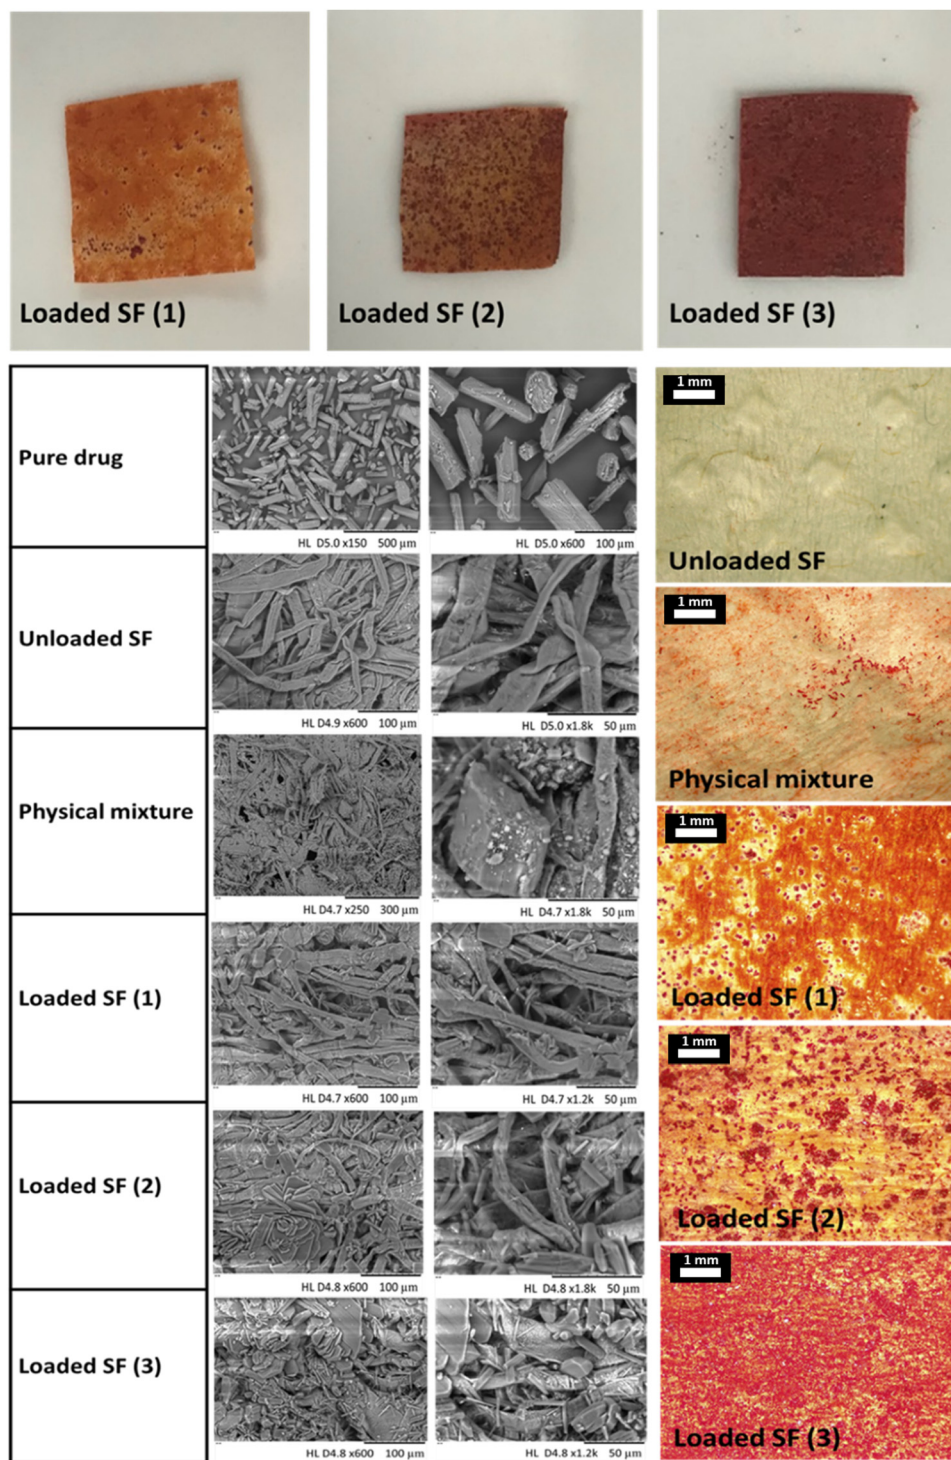 Loaded SF (1)
Loaded SF (2)
Loaded SF (3)
Pure drug
HL D5.0 x150 500 µm
HL D5.0 x600 100 µm
1 mm
Unloaded SF
Unloaded SF
HL D4.9 x600 100 µm
HL D5.0 x1.8k 50 µm
1 mm
Physical mixture
Physical mixture
HL D4.7 x250 300 µm
HL D4.7 x1.8k 50 µm
1 mm
Loaded SF (1)
Loaded SF (1)
HL D4.7 x600 100 µm
HL D4.7 x1.2k 50 µm
1 mm
Loaded SF (2)
Loaded SF (2)
HL D4.8 x600 100 µm
HL D4.8 x1.8k 50 µm
1 mm
Loaded SF (3)
Loaded SF (3)
HL D4.8 x600 100 µm
HL D4.8 x1.2k 50 µm